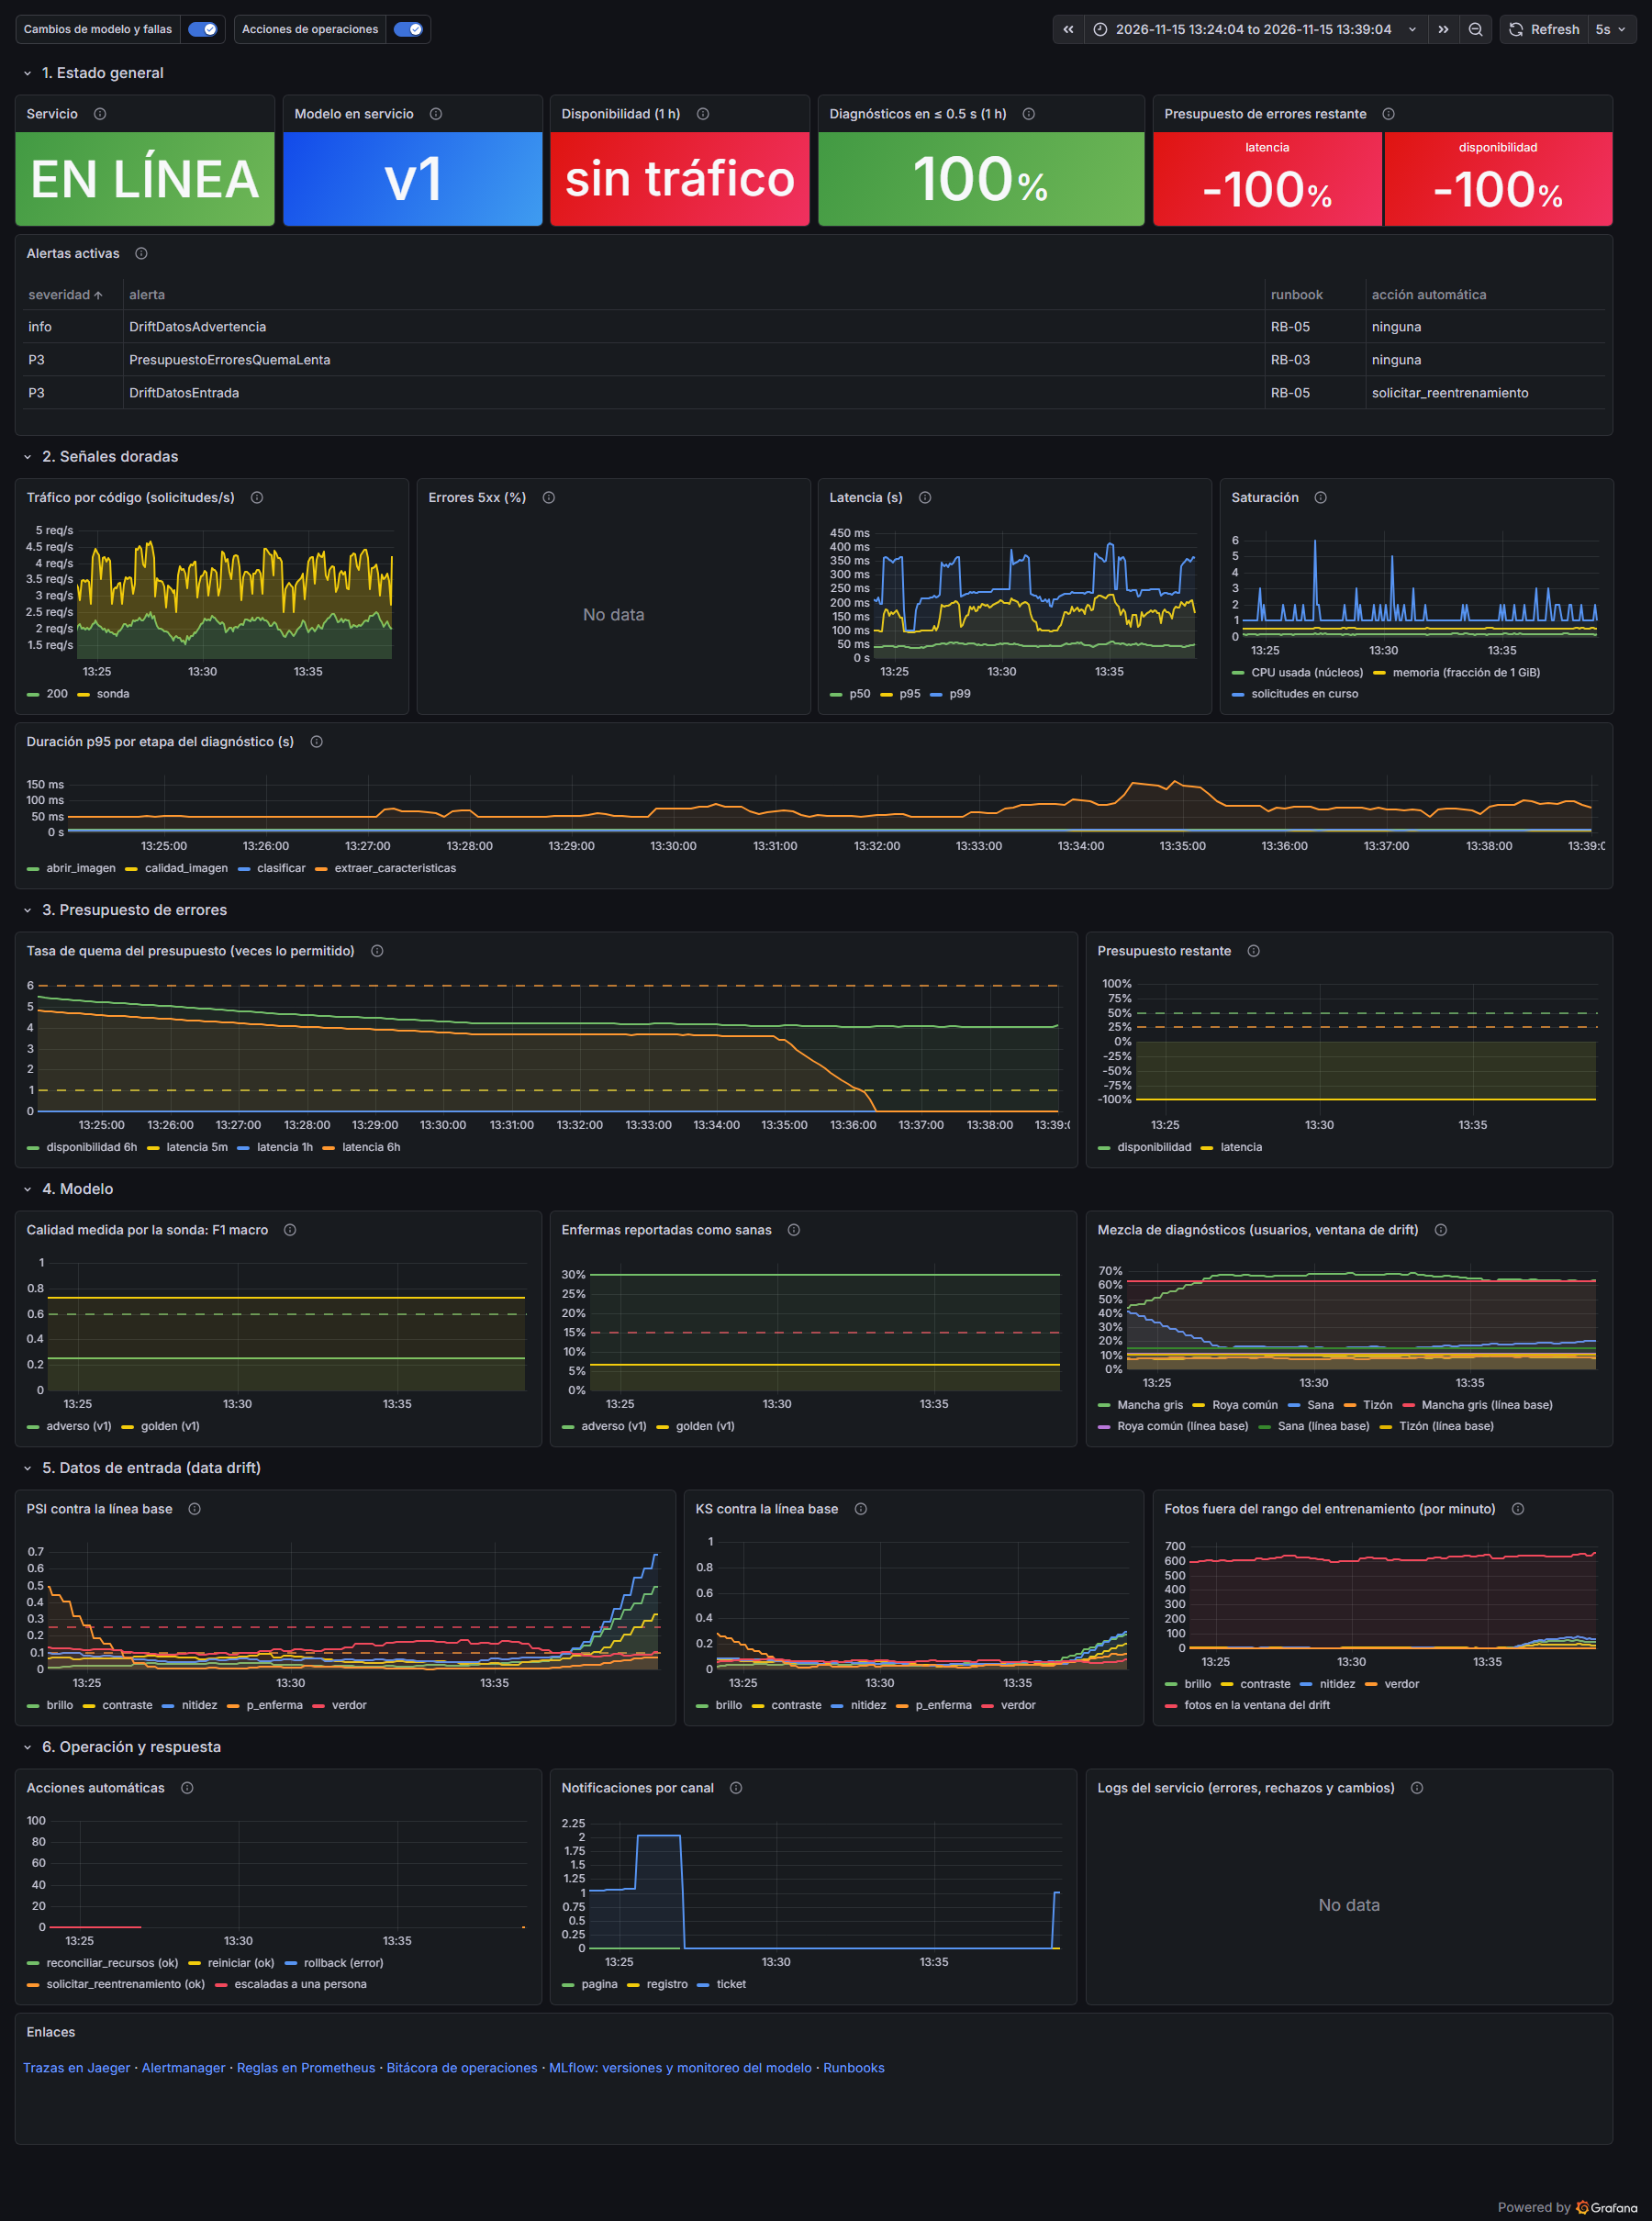 Cambios de modelo y fallas
Acciones de operaciones
2026-11-15 13:24:04 to 2026-11-15 13:39:04
Refresh
5s
1. Estado general
Servicio
EN LÍNEA
Modelo en servicio
v1
Disponibilidad (1 h)
sin tráfico
Diagnósticos en ≤ 0.5 s (1 h)
100%
Presupuesto de errores restante
latencia
-100%
disponibilidad
-100%
Alertas activas
severidad alerta runbook acción automática
info DriftDatosAdvertencia RB-05 ninguna
P3 PresupuestoErroresQuemaLenta RB-03 ninguna
P3 DriftDatosEntrada RB-05 solicitar_reentrenamiento
2. Señales doradas
Tráfico por código (solicitudes/s)
5 req/s
4.5 req/s
4 req/s
3.5 req/s
3 req/s
2.5 req/s
2 req/s
1.5 req/s
13:25 13:30 13:35
200 sonda
Errores 5xx (%)
No data
Latencia (s)
450 ms
400 ms
350 ms
300 ms
250 ms
200 ms
150 ms
100 ms
50 ms
0 s
13:25 13:30 13:35
p50 p95 p99
Saturación
6
5
4
3
2
1
0
13:25 13:30 13:35
CPU usada (núcleos) memoria (fracción de 1 GiB)
solicitudes en curso
Duración p95 por etapa del diagnóstico (s)
150 ms
100 ms
50 ms
0 s
13:25:00 13:26:00 13:27:00 13:28:00 13:29:00 13:30:00 13:31:00 13:32:00 13:33:00 13:34:00 13:35:00 13:36:00 13:37:00 13:38:00 13:39:0
abrir_imagen calidad_imagen clasificar extraer_caracteristicas
3. Presupuesto de errores
Tasa de quema del presupuesto (veces lo permitido)
6
5
4
3
2
1
0
13:25:00 13:26:00 13:27:00 13:28:00 13:29:00 13:30:00 13:31:00 13:32:00 13:33:00 13:34:00 13:35:00 13:36:00 13:37:00 13:38:00 13:39:0
disponibilidad 6h latencia 5m latencia 1h latencia 6h
Presupuesto restante
100%
75%
50%
25%
0%
-25%
-50%
-75%
-100%
13:25 13:30 13:35
disponibilidad latencia
4. Modelo
Calidad medida por la sonda: F1 macro
1
0.8
0.6
0.4
0.2
0
13:25 13:30 13:35
adverso (v1) golden (v1)
Enfermas reportadas como sanas
30%
25%
20%
15%
10%
5%
0%
13:25 13:30 13:35
adverso (v1) golden (v1)
Mezcla de diagnósticos (usuarios, ventana de drift)
70%
60%
50%
40%
30%
20%
10%
0%
13:25 13:30 13:35
Mancha gris Roya común Sana Tizón Mancha gris (línea base)
Roya común (línea base) Sana (línea base) Tizón (línea base)
5. Datos de entrada (data drift)
PSI contra la línea base
0.7
0.6
0.5
0.4
0.3
0.2
0.1
0
13:25 13:30 13:35
brillo contraste nitidez p_enferma verdor
KS contra la línea base
1
0.8
0.6
0.4
0.2
0
13:25 13:30 13:35
brillo contraste nitidez p_enferma verdor
Fotos fuera del rango del entrenamiento (por minuto)
700
600
500
400
300
200
100
0
13:25 13:30 13:35
brillo contraste nitidez verdor
fotos en la ventana del drift
6. Operación y respuesta
Acciones automáticas
100
80
60
40
20
0
13:25 13:30 13:35
reconciliar_recursos (ok) reiniciar (ok) rollback (error)
solicitar_reentrenamiento (ok) escaladas a una persona
Notificaciones por canal
2.25
2
1.75
1.5
1.25
1
0.75
0.5
0.25
0
13:25 13:30 13:35
pagina registro ticket
Logs del servicio (errores, rechazos y cambios)
No data
Enlaces
Trazas en Jaeger · Alertmanager · Reglas en Prometheus · Bitácora de operaciones · MLflow: versiones y monitoreo del modelo · Runbooks
Powered by Grafana